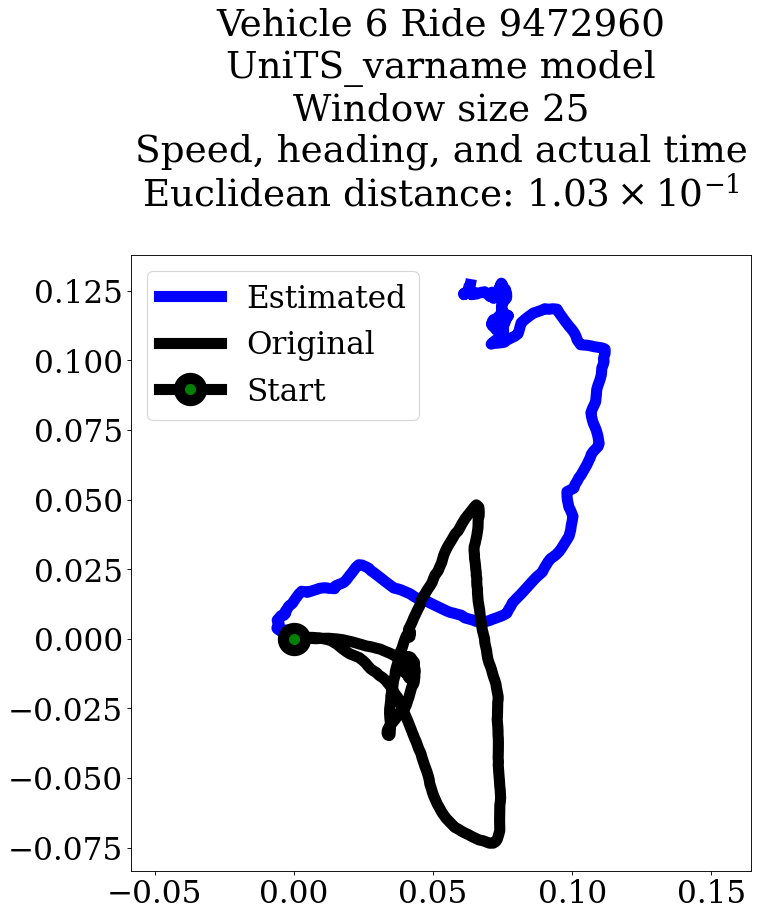 Vehicle 6 Ride 9472960
UniTS_varname model
Window size 25
Speed, heading, and actual time
Euclidean distance: 1.03 × 10⁻¹
Estimated
Original
Start
0.125
0.100
0.075
0.050
0.025
0.000
−0.025
−0.050
−0.075
−0.05 0.00 0.05 0.10 0.15